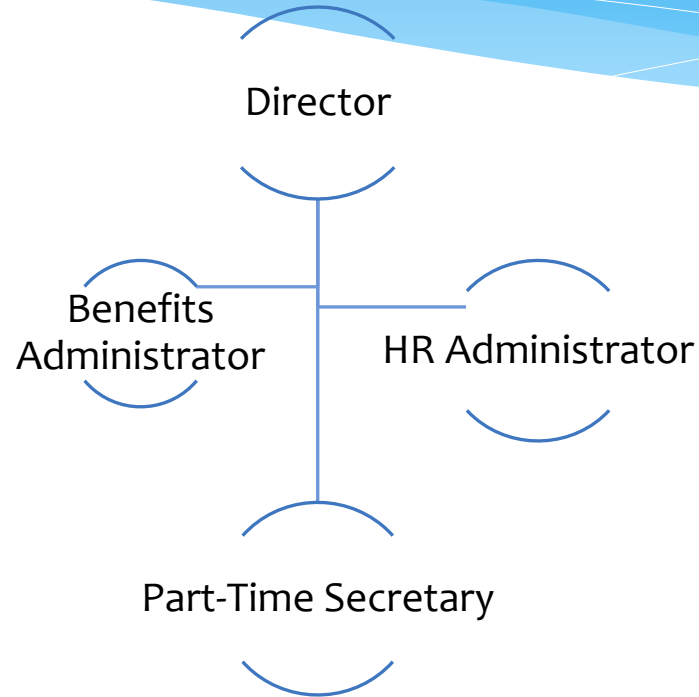 Director
Benefits
Administrator
HR Administrator
Part-Time Secretary